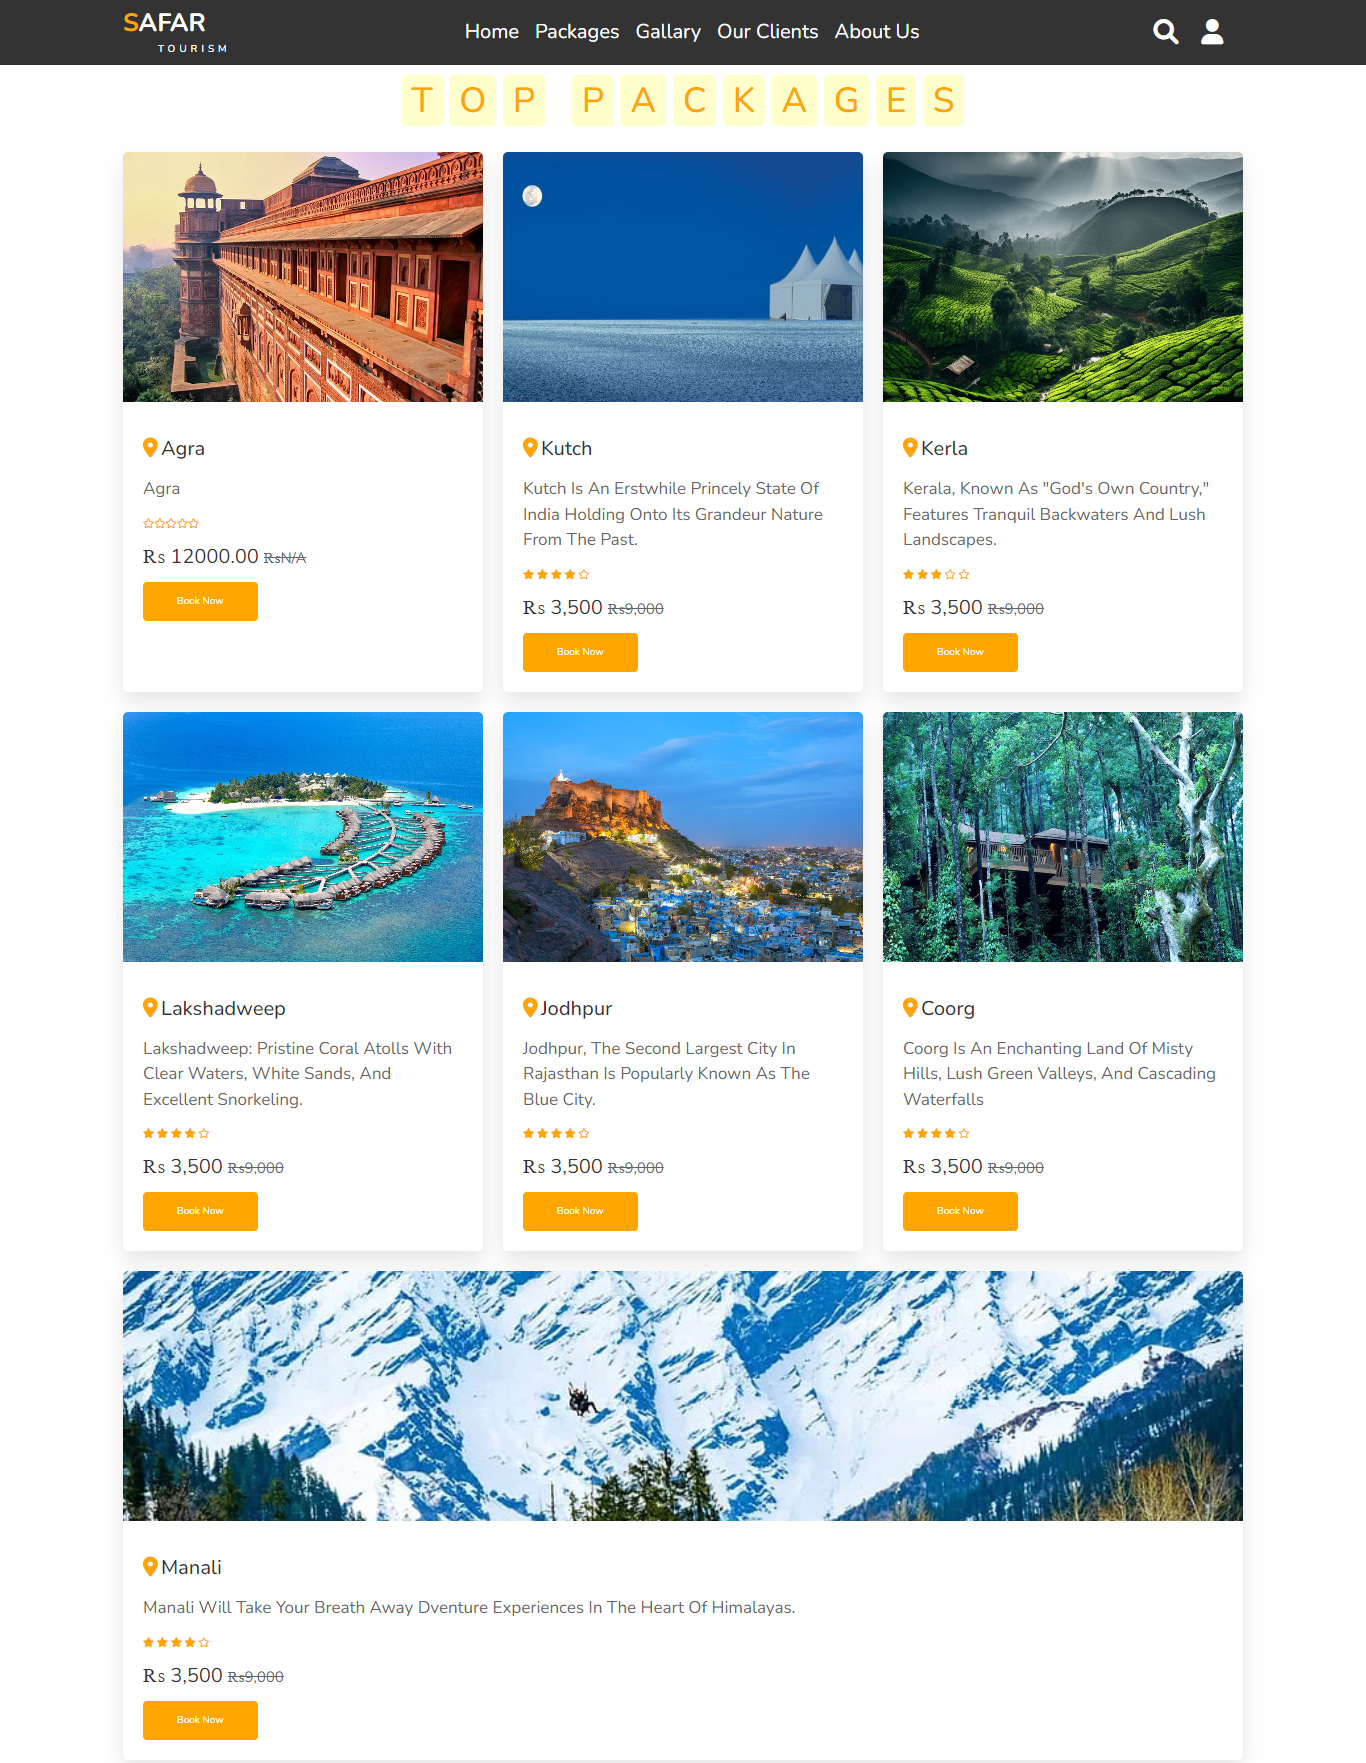 SAFAR
TOURISM
Home Packages Gallary Our Clients About Us
TOP PACKAGES
Agra
Agra
Rs 12000.00 RsN/A
Book Now
Kutch
Kutch Is An Erstwhile Princely State Of
India Holding Onto Its Grandeur Nature
From The Past.
Rs 3,500 Rs9,000
Book Now
Kerla
Kerala, Known As "God's Own Country,"
Features Tranquil Backwaters And Lush
Landscapes.
Rs 3,500 Rs9,000
Book Now
Lakshadweep
Lakshadweep: Pristine Coral Atolls With
Clear Waters, White Sands, And
Excellent Snorkeling.
Rs 3,500 Rs9,000
Book Now
Jodhpur
Jodhpur, The Second Largest City In
Rajasthan Is Popularly Known As The
Blue City.
Rs 3,500 Rs9,000
Book Now
Coorg
Coorg Is An Enchanting Land Of Misty
Hills, Lush Green Valleys, And Cascading
Waterfalls
Rs 3,500 Rs9,000
Book Now
Manali
Manali Will Take Your Breath Away Dventure Experiences In The Heart Of Himalayas.
Rs 3,500 Rs9,000
Book Now